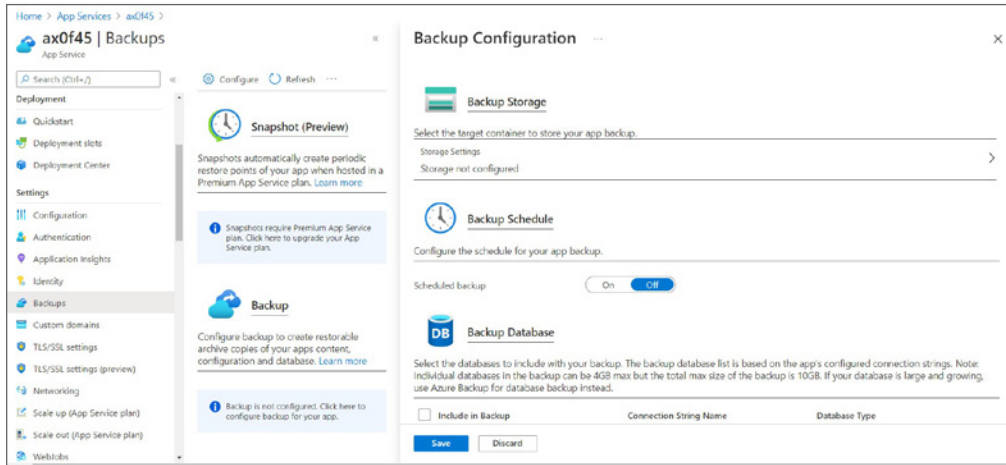 Home > App Services > ax0f45 >
ax0f45 | Backups
App Service
Search (Ctrl+/)
Deployment
Quickstart
Deployment slots
Deployment Center
Settings
Configuration
Authentication
Application Insights
Identity
Backups
Custom domains
TLS/SSL settings
TLS/SSL settings (preview)
Networking
Scale up (App Service plan)
Scale out (App Service plan)
WebJobs
Configure Refresh ...
Snapshot (Preview)
Snapshots automatically create periodic
restore points of your app when hosted in a
Premium App Service plan. Learn more
Snapshots require Premium App Service
plan. Click here to upgrade your App
Service plan.
Backup
Configure backup to create restorable
archive copies of your apps content,
configuration and database. Learn more
Backup is not configured. Click here to
configure backup for your app.
Backup Configuration ...
Backup Storage
Select the target container to store your app backup.
Storage Settings
Storage not configured
Backup Schedule
Configure the schedule for your app backup.
Scheduled backup On Off
DB Backup Database
Select the databases to include with your backup. The backup database list is based on the app's configured connection strings. Note:
Individual databases in the backup can be 4GB max but the total max size of the backup is 10GB. If your database is large and growing,
use Azure Backup for database backup instead.
Include in Backup Connection String Name Database Type
Save Discard